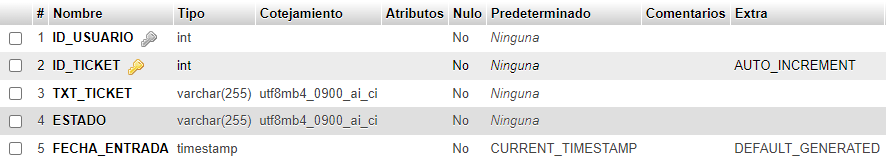 # Nombre Tipo Cotejamiento Atributos Nulo Predeterminado Comentarios Extra
1 ID_USUARIO int No Ninguna
2 ID_TICKET int No Ninguna AUTO_INCREMENT
3 TXT_TICKET varchar(255) utf8mb4_0900_ai_ci No Ninguna
4 ESTADO varchar(255) utf8mb4_0900_ai_ci No Ninguna
5 FECHA_ENTRADA timestamp No CURRENT_TIMESTAMP DEFAULT_GENERATED